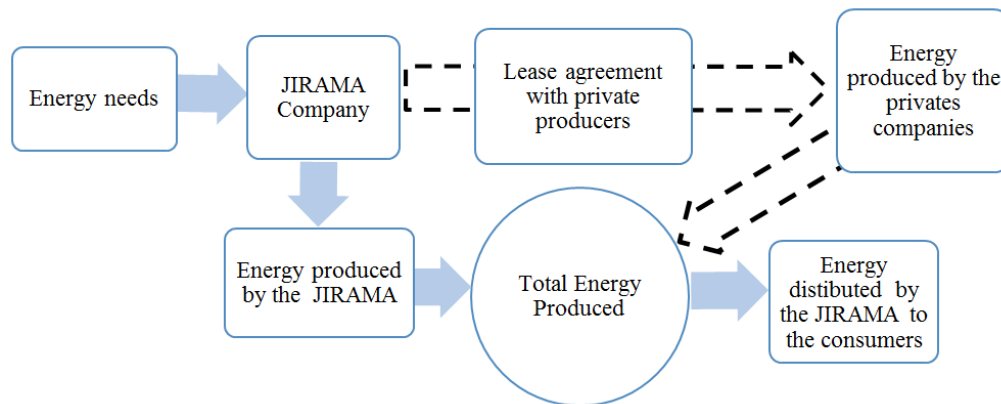 Energy needs
JIRAMA
Company
Lease agreement
with private
producers
Energy
produced by the
privates
companies
Energy produced
by the JIRAMA
Total Energy
Produced
Energy
distibuted by
the JIRAMA to
the consumers